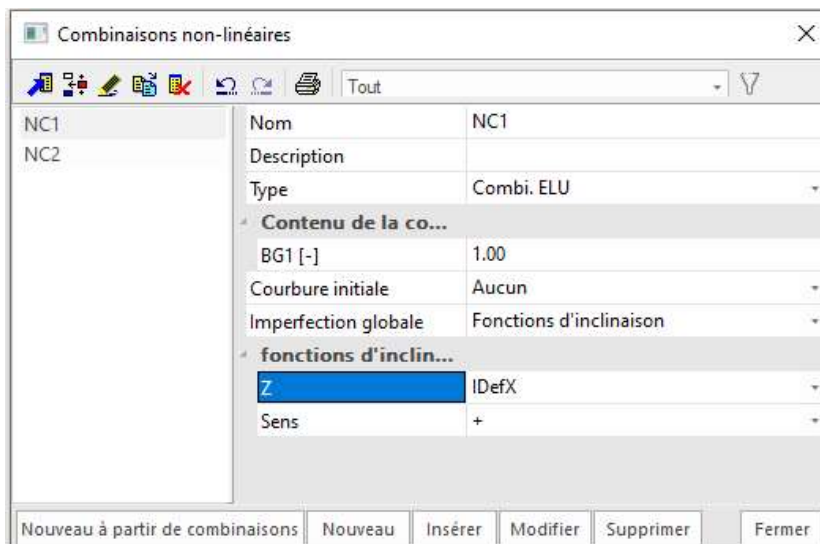 Combinaisons non-linéaires
Tout
NC1
NC2
Nom NC1
Description
Type Combi. ELU
Contenu de la co...
BG1 [-] 1.00
Courbure initiale Aucun
Imperfection globale Fonctions d'inclinaison
fonctions d'inclin...
Z IDefX
Sens +
Nouveau à partir de combinaisons Nouveau Insérer Modifier Supprimer Fermer